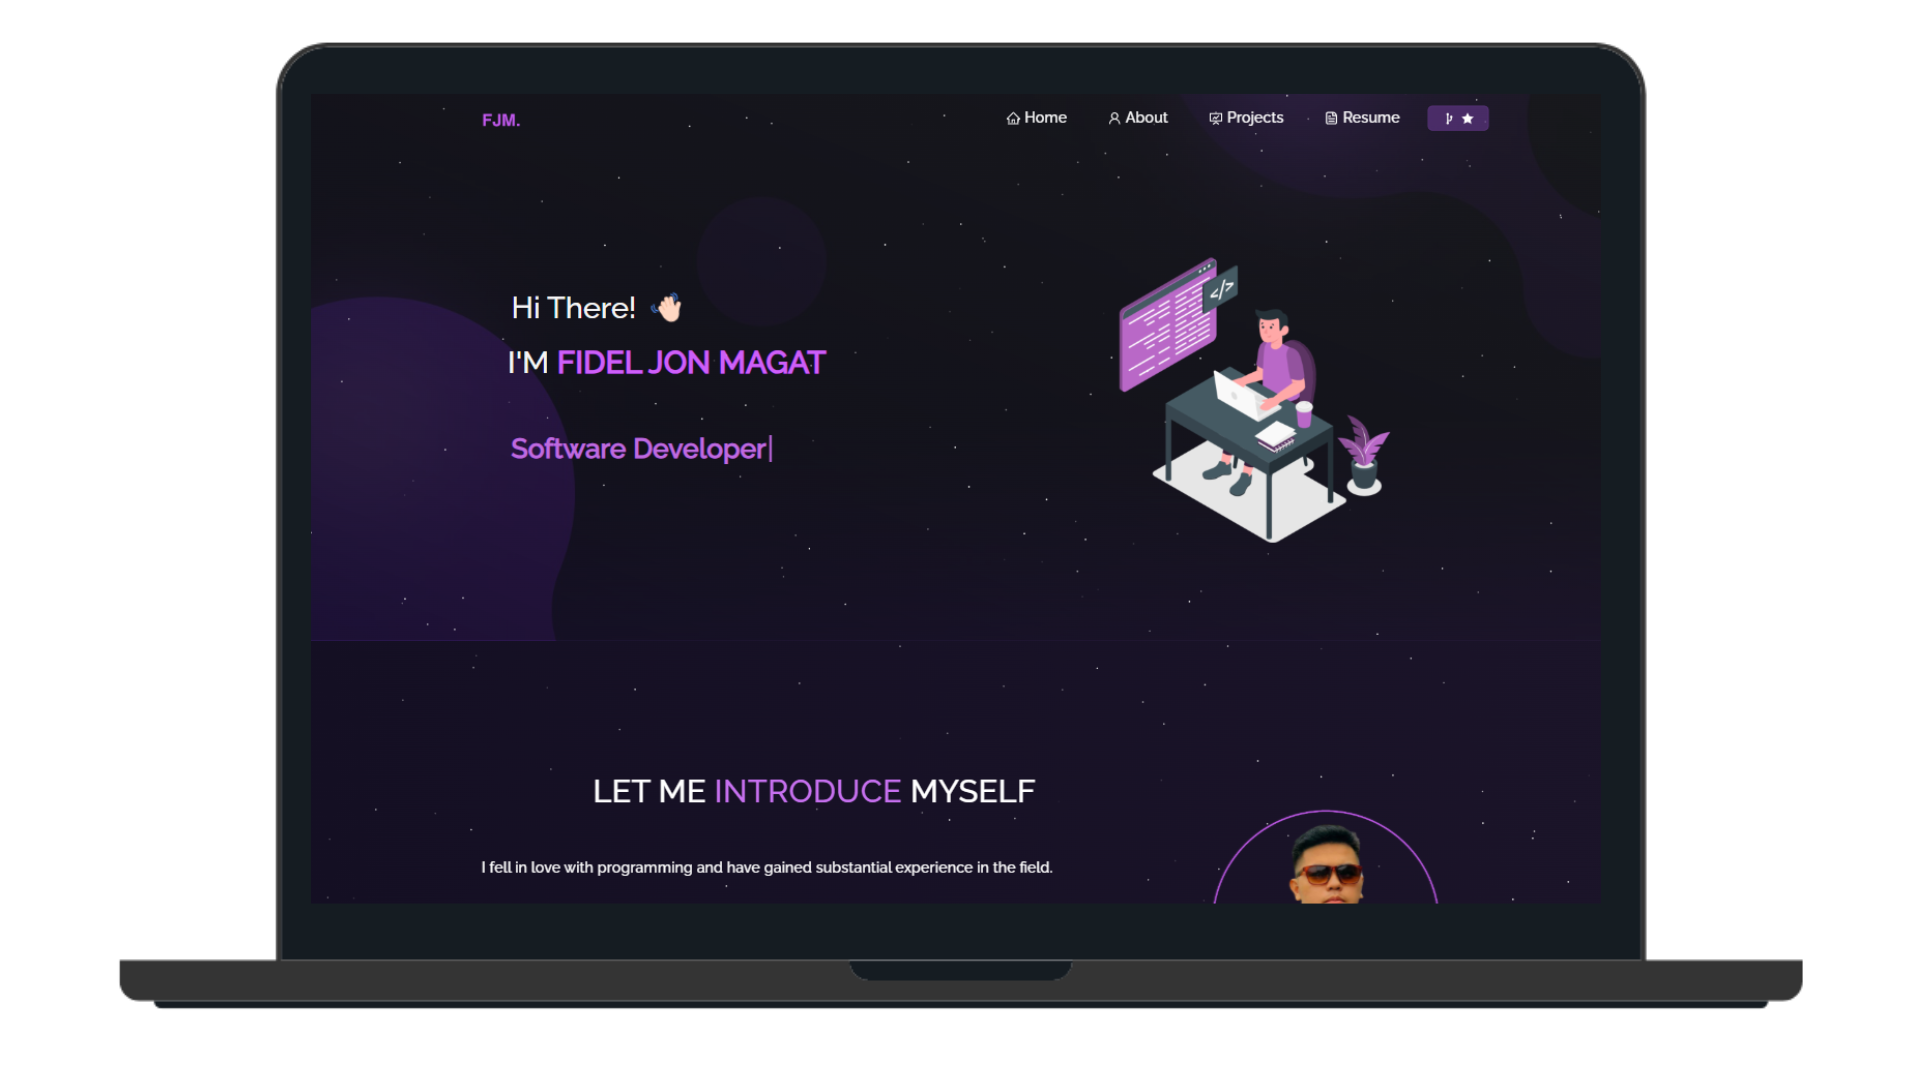 FJM.
Home About Projects Resume
Hi There! 👋🏻
I'M FIDEL JON MAGAT
Software Developer|
</>
LET ME INTRODUCE MYSELF
I fell in love with programming and have gained substantial experience in the field.